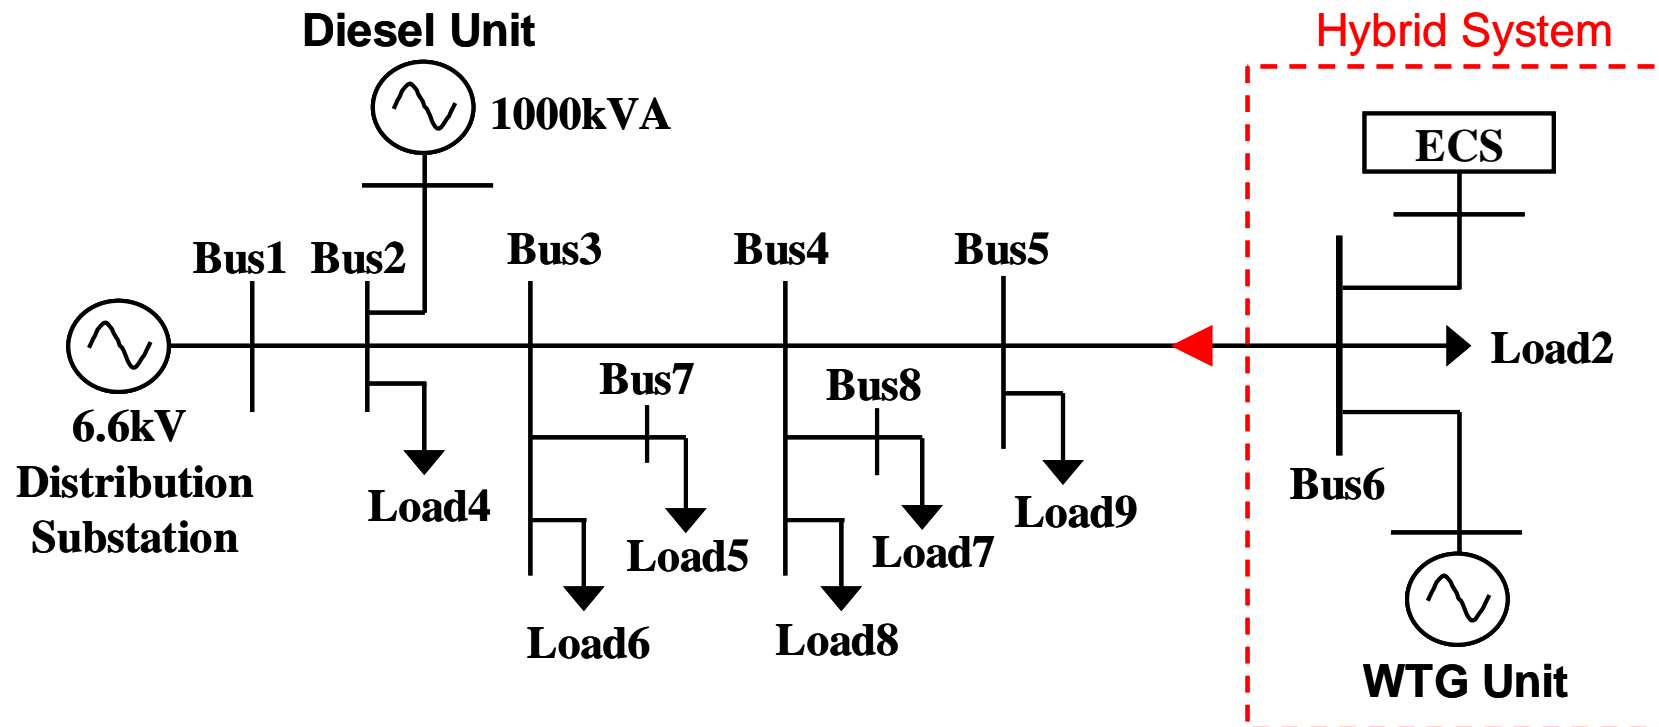 Diesel Unit
Hybrid System
1000kVA
ECS
Bus1
Bus2
Bus3
Bus4
Bus5
Load2
Bus7
Bus8
6.6kV
Distribution
Substation
Load4
Load5
Load6
Load7
Load8
Load9
Bus6
WTG Unit